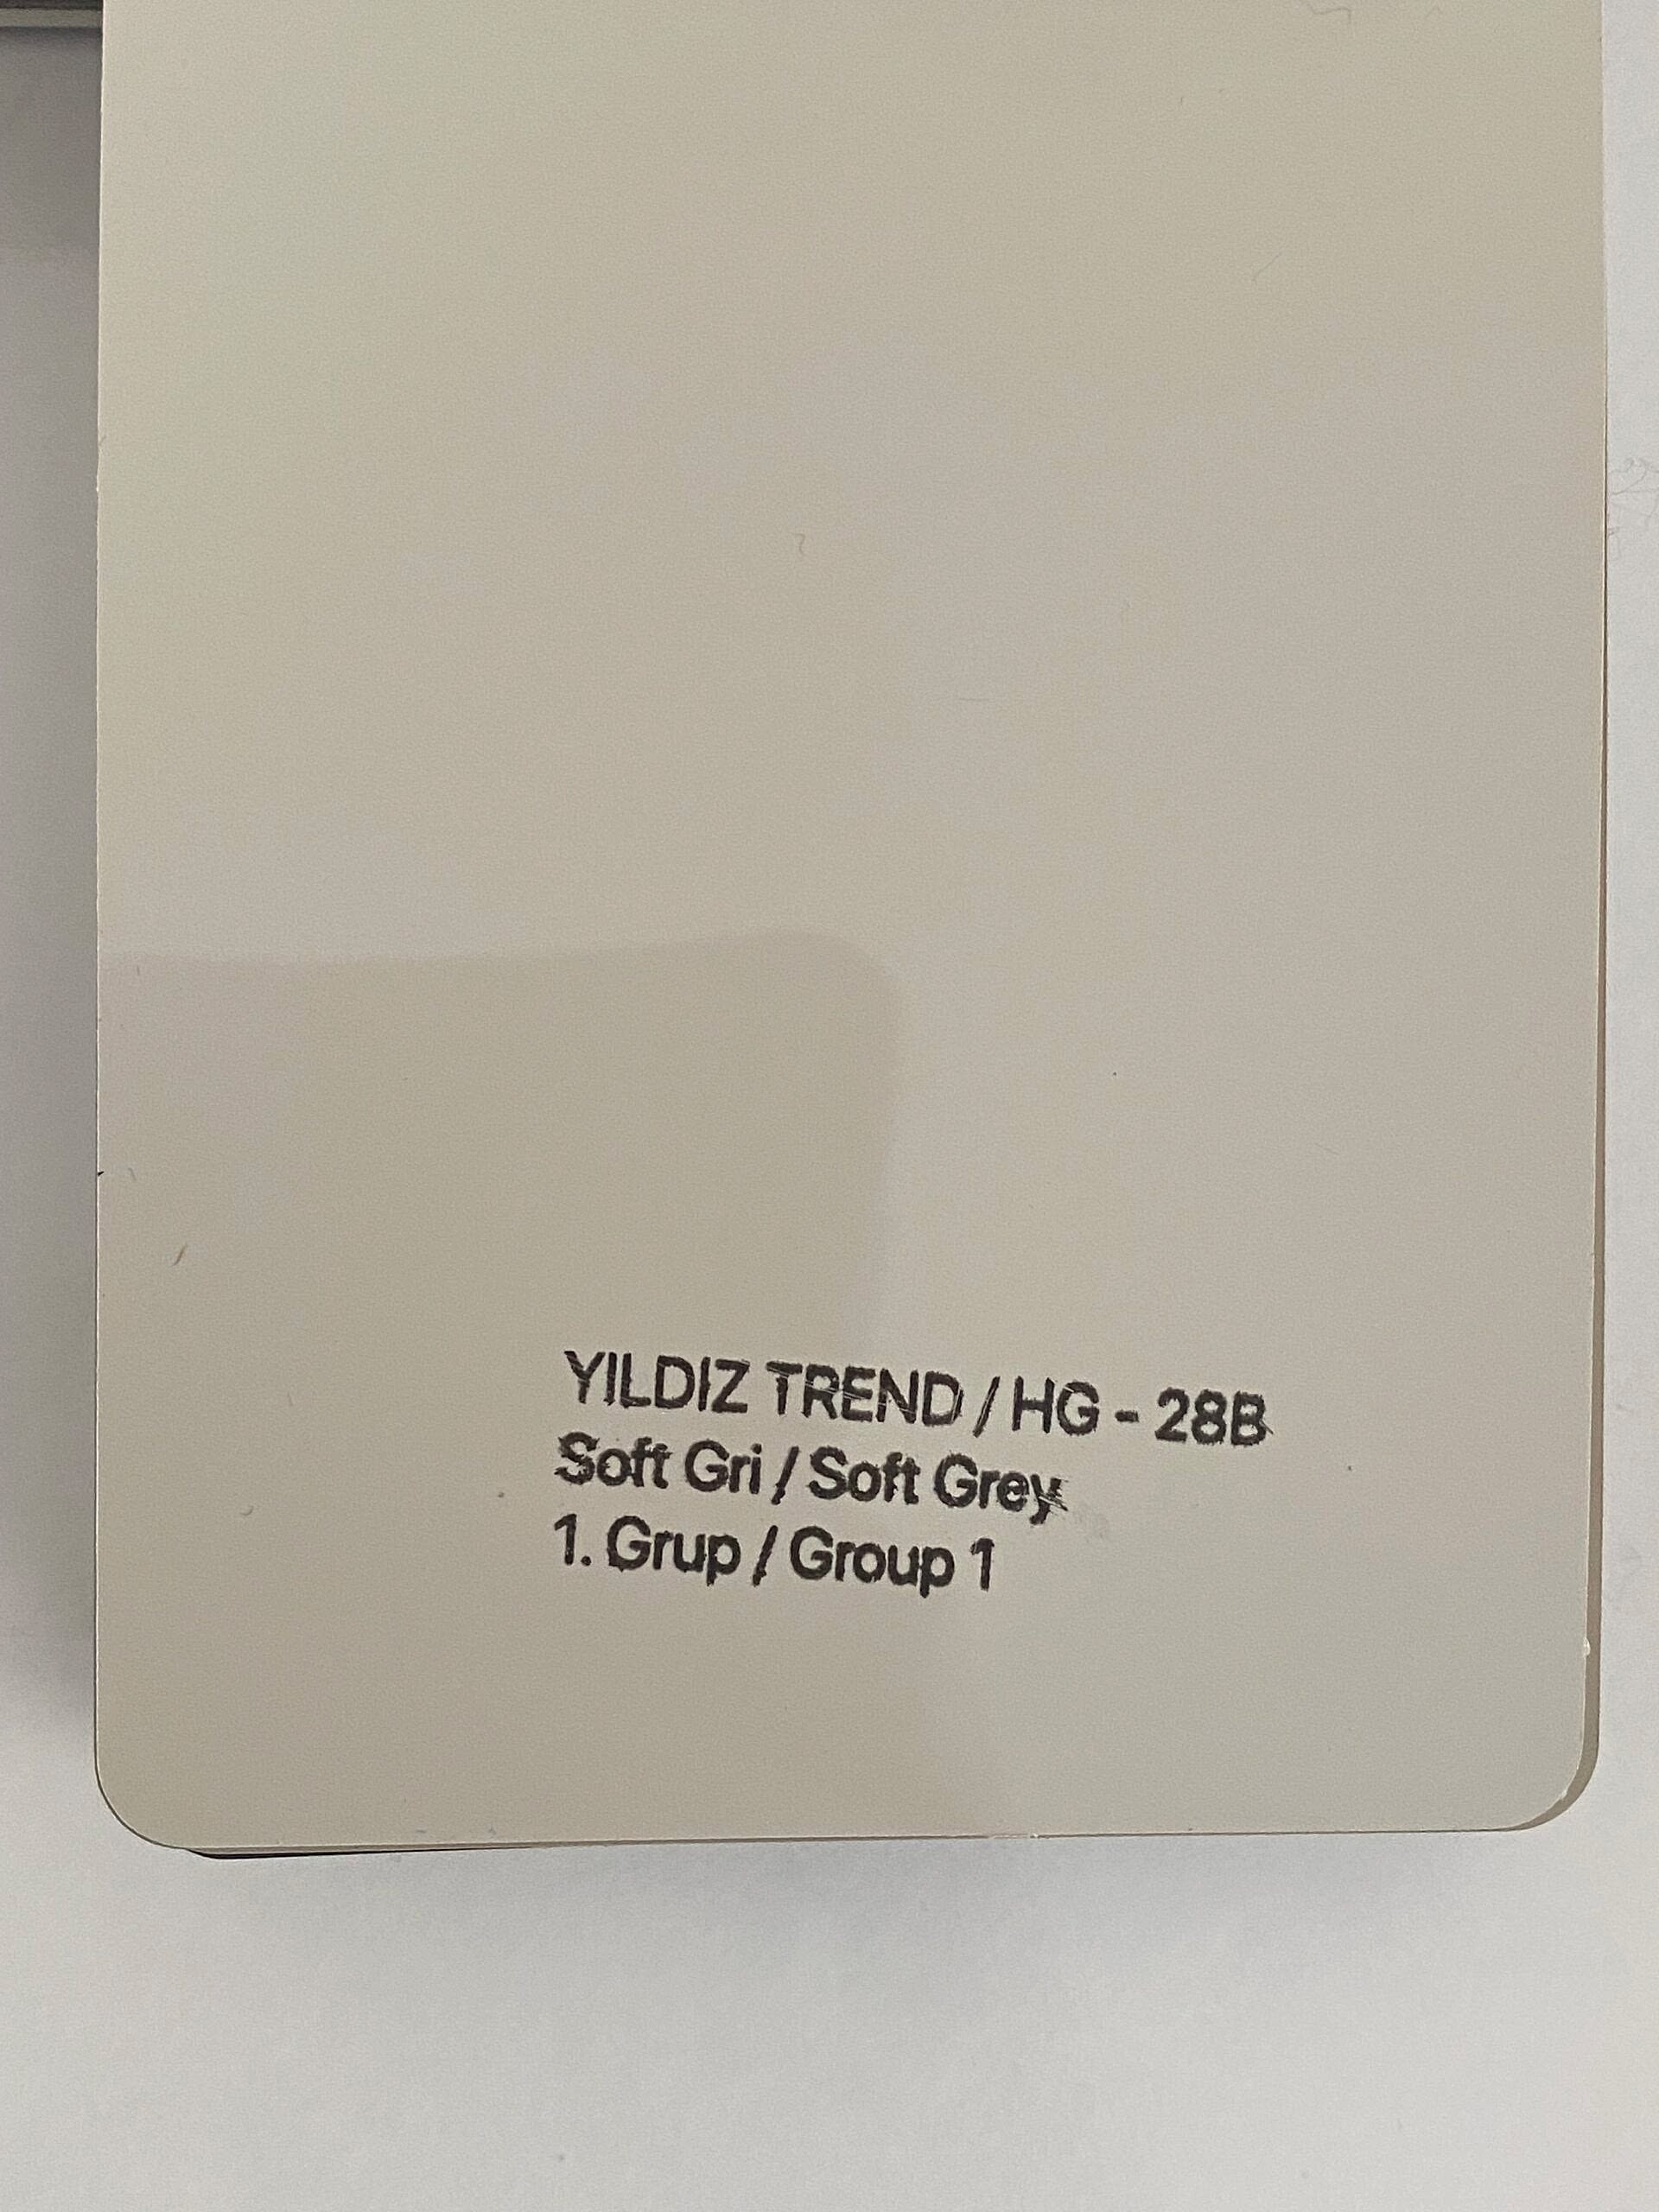 YILDIZ TREND / HG - 28B
Soft Gri / Soft Grey
1. Grup / Group 1